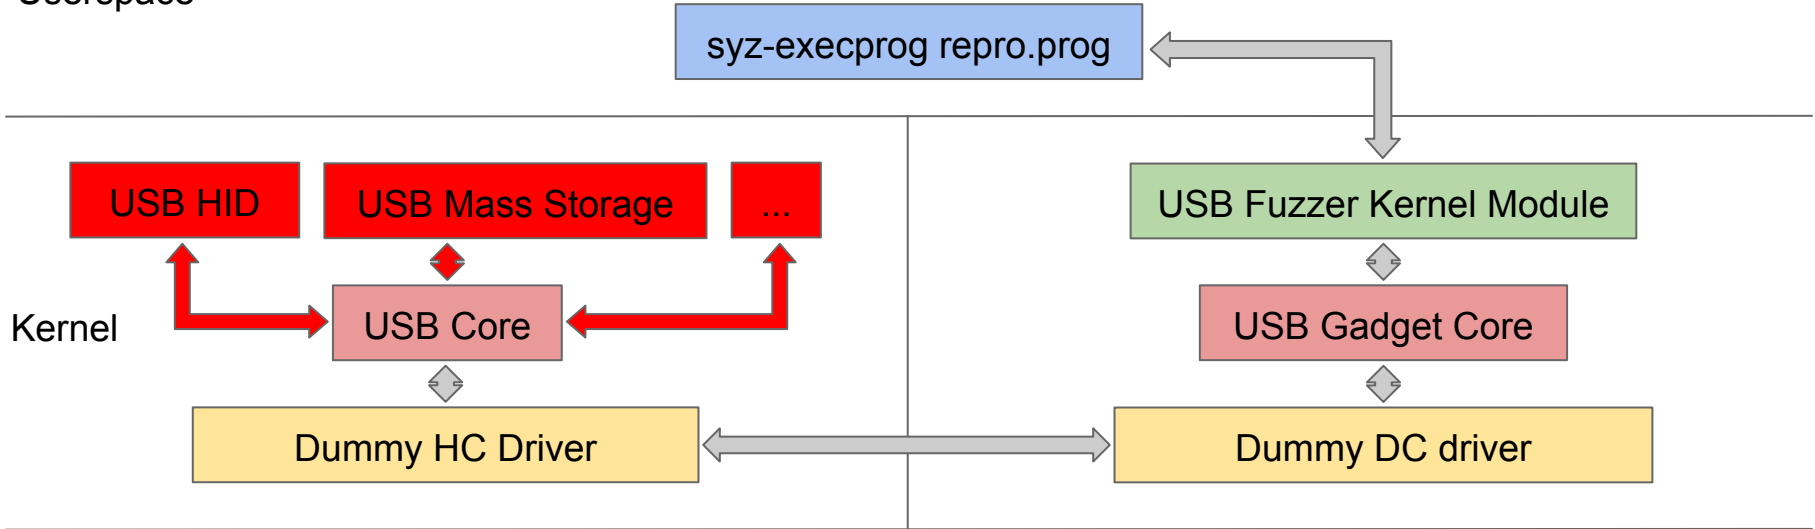 Userspace
syz-execprog repro.prog
USB HID
USB Mass Storage
...
USB Fuzzer Kernel Module
Kernel
USB Core
USB Gadget Core
Dummy HC Driver
Dummy DC driver